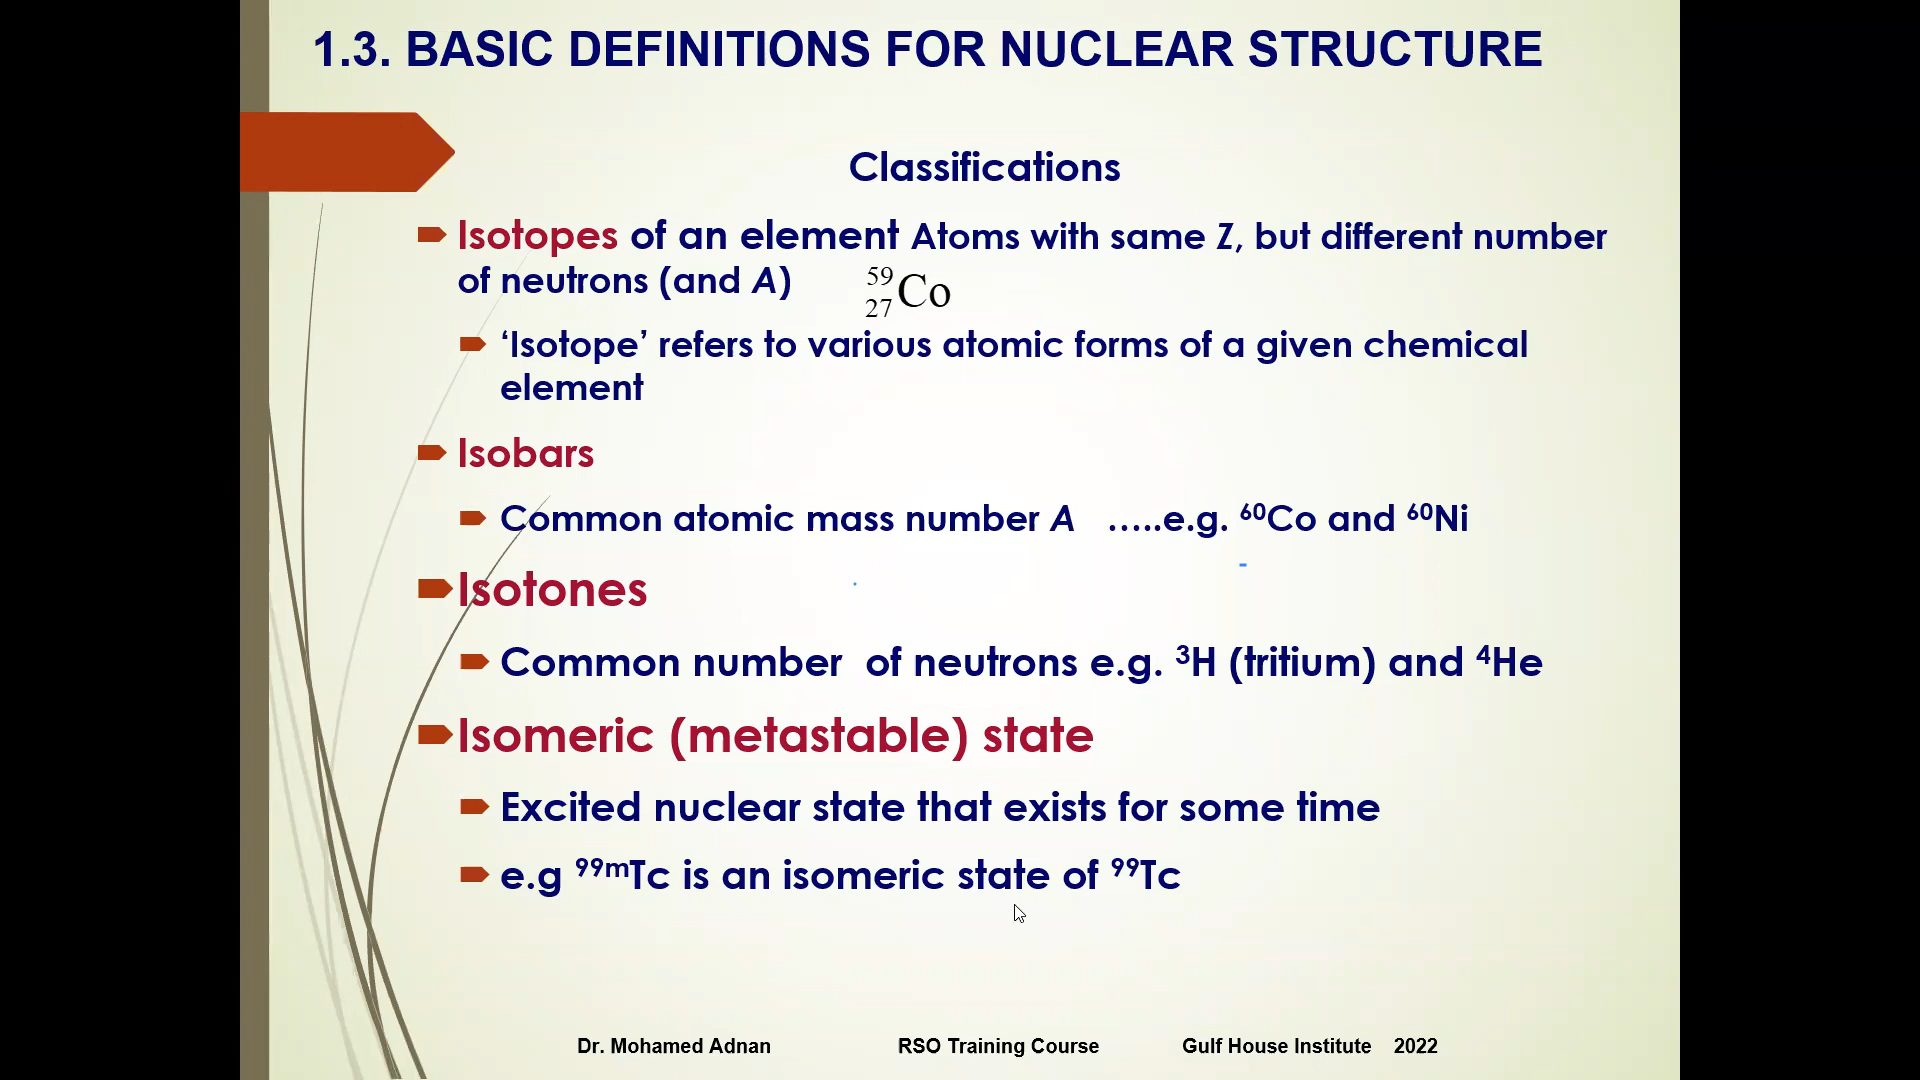 1.3. BASIC DEFINITIONS FOR NUCLEAR STRUCTURE
Classifications
Isotopes of an element Atoms with same Z, but different number
of neutrons (and A) ⁵⁹₂₇Co
‘Isotope’ refers to various atomic forms of a given chemical
element
Isobars
Common atomic mass number A …..e.g. ⁶⁰Co and ⁶⁰Ni
Isotones
Common number of neutrons e.g. ³H (tritium) and ⁴He
Isomeric (metastable) state
Excited nuclear state that exists for some time
e.g ⁹⁹ᵐTc is an isomeric state of ⁹⁹Tc
Dr. Mohamed Adnan RSO Training Course Gulf House Institute 2022